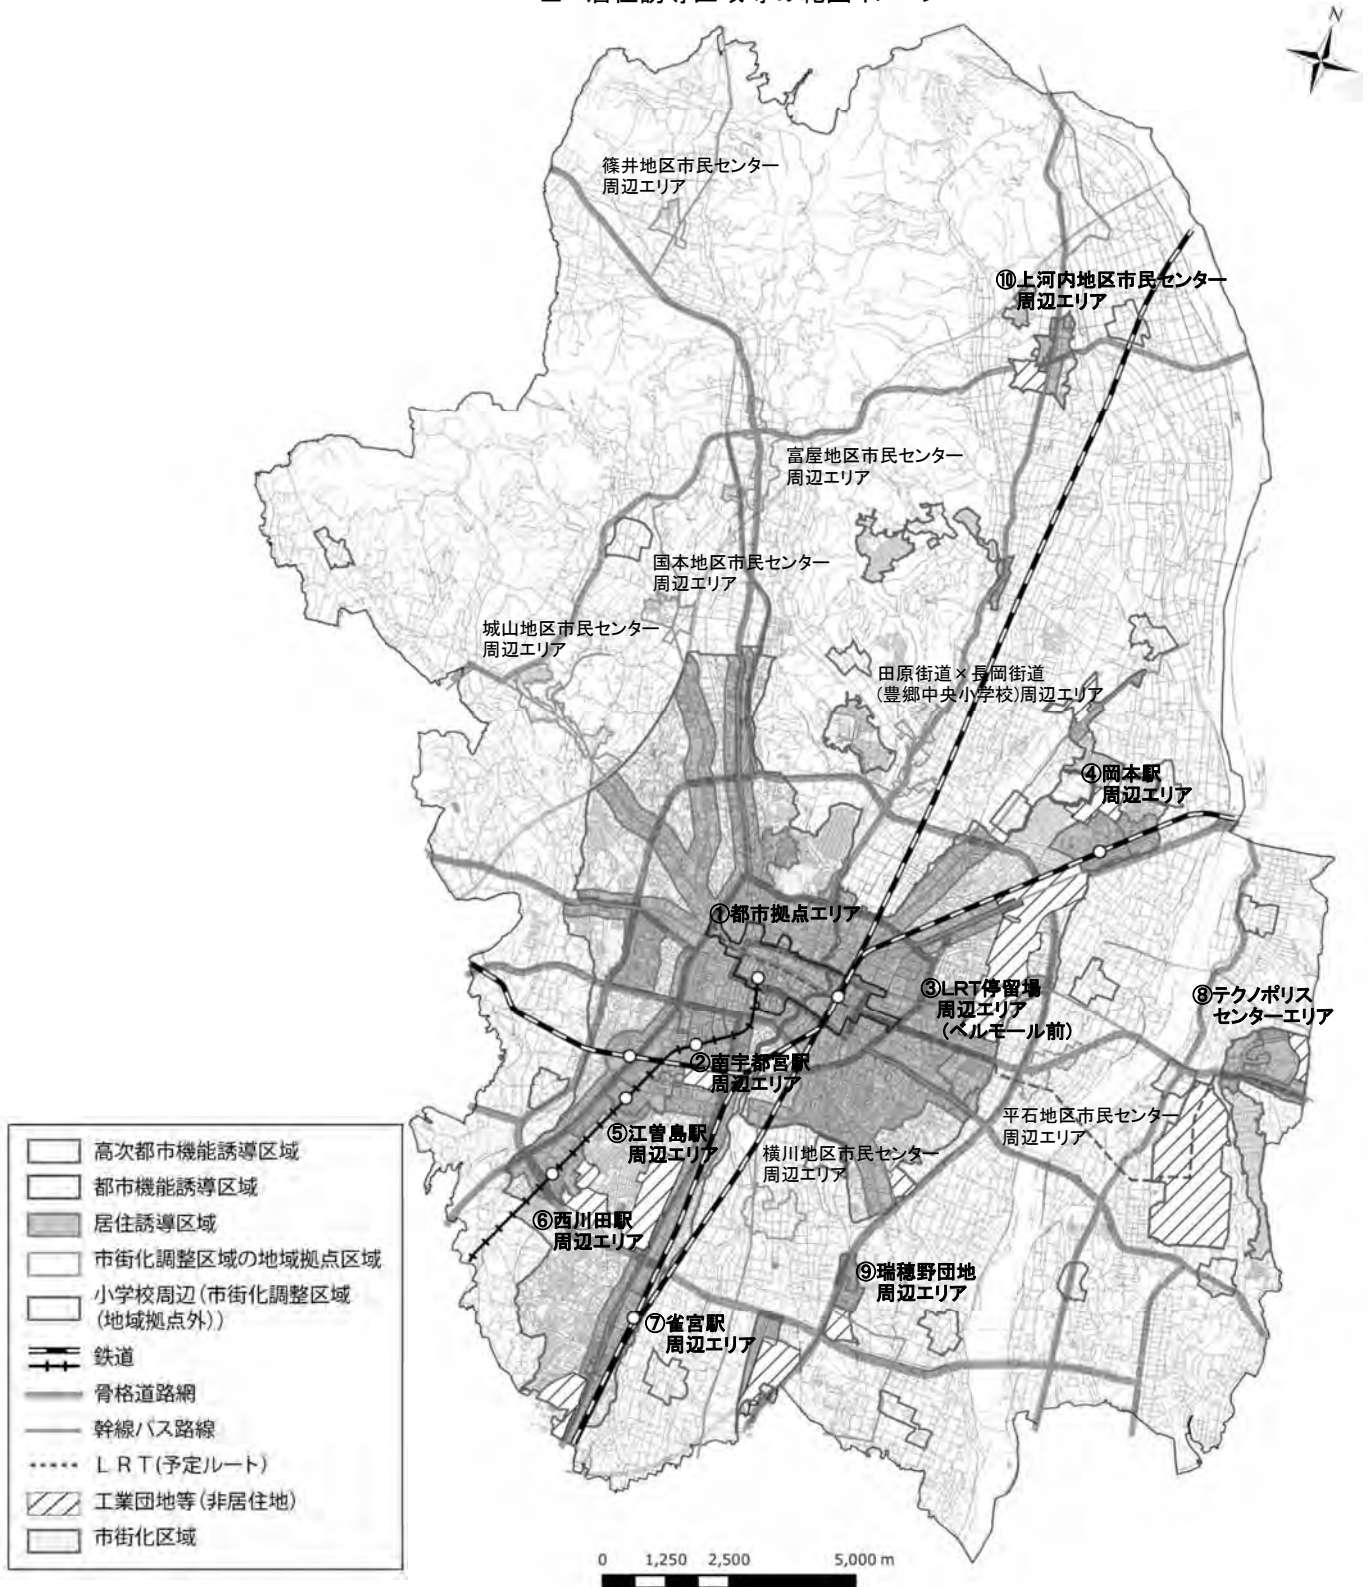 N
篠井地区市民センター
周辺エリア
⑩上河内地区市民センター
周辺エリア
富屋地区市民センター
周辺エリア
国本地区市民センター
周辺エリア
城山地区市民センター
周辺エリア
田原街道×長岡街道
(豊郷中央小学校)周辺エリア
④岡本駅
周辺エリア
①都市拠点エリア
③LRT停留場
周辺エリア
(ベルモール前)
⑧テクノポリス
センターエリア
②南宇都宮駅
周辺エリア
平石地区市民センター
周辺エリア
⑤江曽島駅
周辺エリア
横川地区市民センター
周辺エリア
⑥西川田駅
周辺エリア
⑨瑞穂野団地
周辺エリア
⑦雀宮駅
周辺エリア
高次都市機能誘導区域
都市機能誘導区域
居住誘導区域
市街化調整区域の地域拠点区域
小学校周辺(市街化調整区域
(地域拠点外))
鉄道
骨格道路網
幹線バス路線
LRT(予定ルート)
工業団地等(非居住地)
市街化区域
0 1,250 2,500 5,000 m